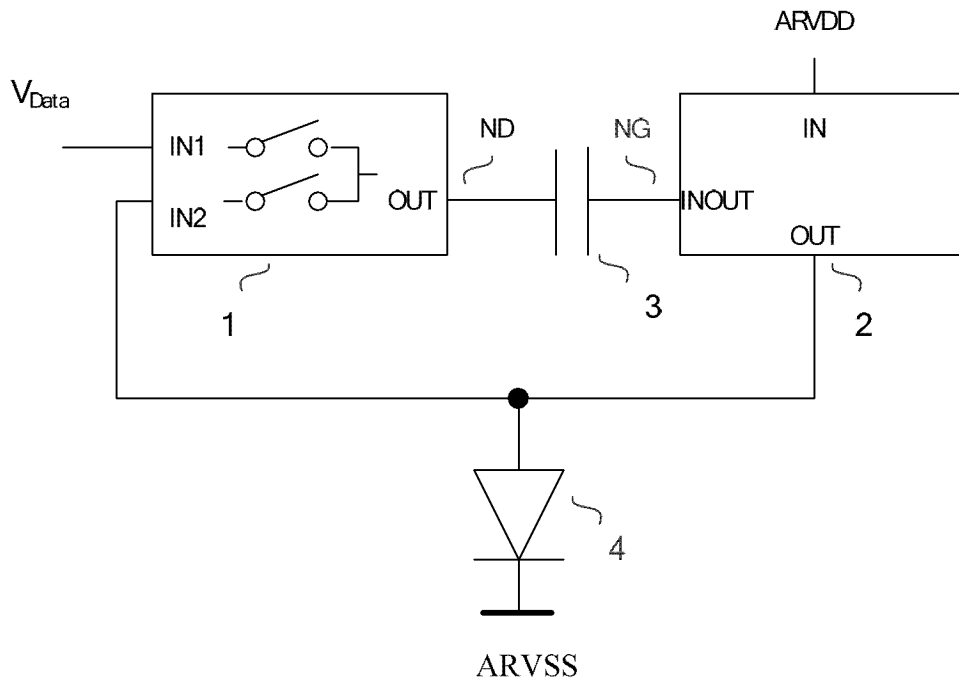 ARVDD
VData
ND
NG
IN
IN1
IN2
OUT
INOUT
OUT
1
3
2
4
ARVSS